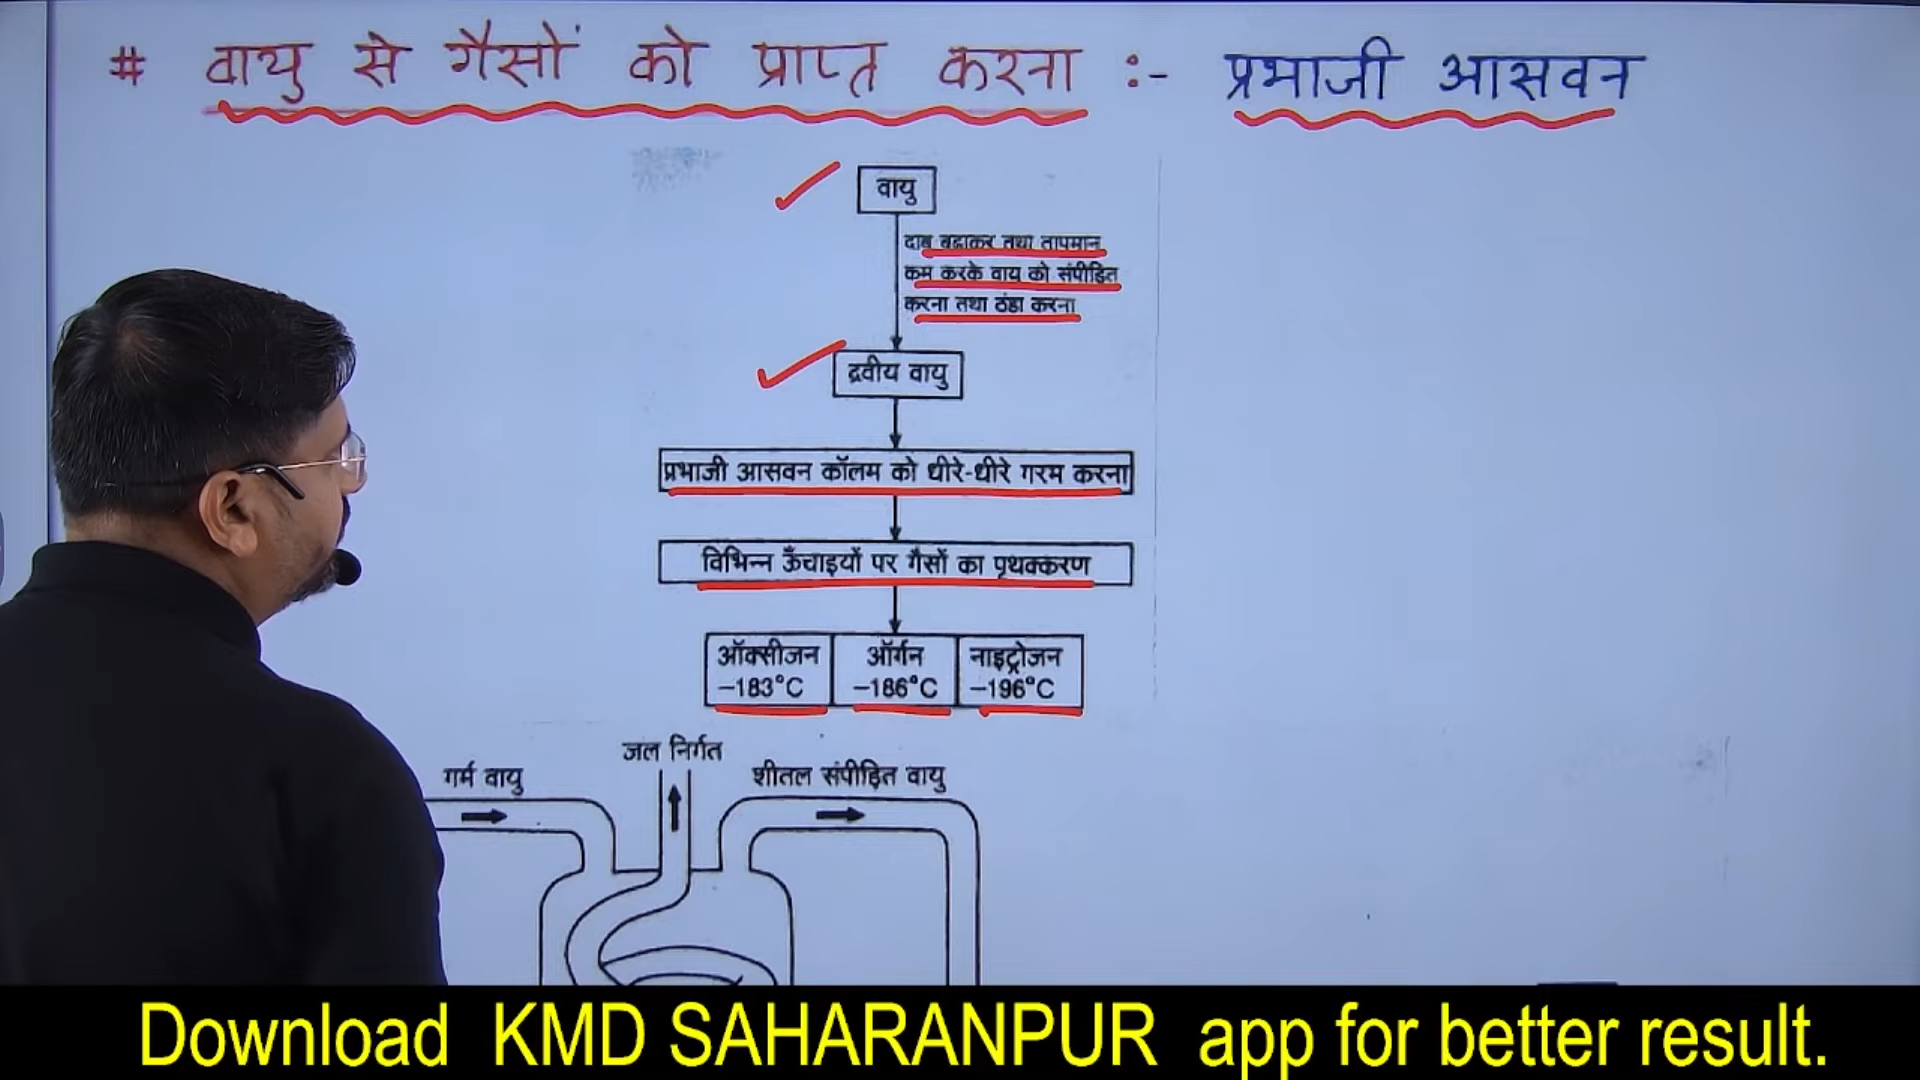 # वायु से गैसों को प्राप्त करना :- प्रभाजी आसवन
वायु
दाब बढ़ाकर तथा तापमान
कम करके वायु को संपीड़ित
करना तथा ठंडा करना
द्रवीय वायु
प्रभाजी आसवन कॉलम को धीरे-धीरे गरम करना
विभिन्न ऊँचाइयों पर गैसों का पृथक्करण
ऑक्सीजन ऑर्गन नाइट्रोजन
–183°C –186°C –196°C
जल निर्गत
गर्म वायु शीतल संपीड़ित वायु
Download KMD SAHARANPUR app for better result.